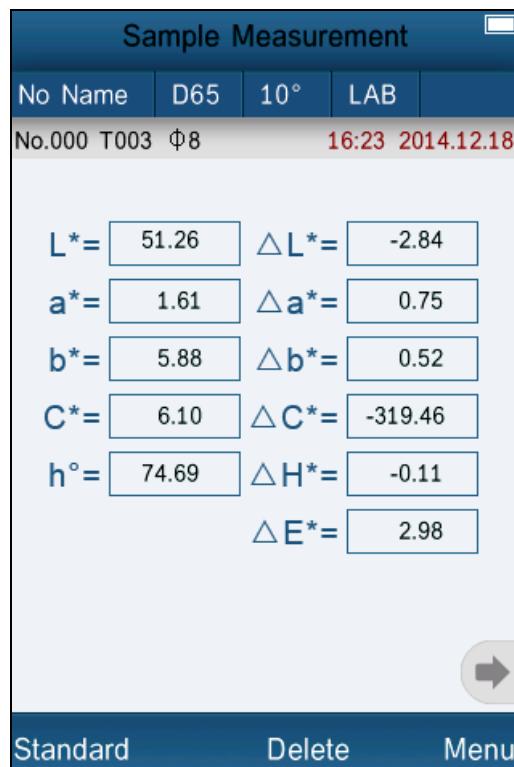 Sample Measurement
No Name D65 10° LAB
No.000 T003 Φ8 16:23 2014.12.18
L*= 51.26 △L*= -2.84
a*= 1.61 △a*= 0.75
b*= 5.88 △b*= 0.52
C*= 6.10 △C*= -319.46
h°= 74.69 △H*= -0.11
△E*= 2.98
Standard Delete Menu